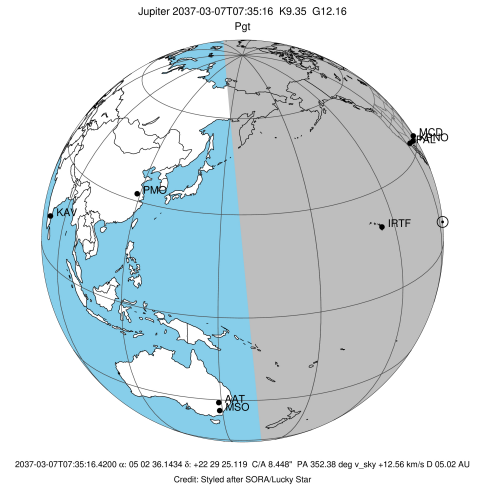 Jupiter 2037-03-07T07:35:16 K9.35 G12.16
Pgt
MCD
PAL
KAV
PMO
IRTF
AAT
MSO
2037-03-07T07:35:16.4200 α: 05 02 36.1434 δ: +22 29 25.119 C/A 8.448" PA 352.38 deg v_sky +12.56 km/s D 05.02 AU
Credit: Styled after SORA/Lucky Star